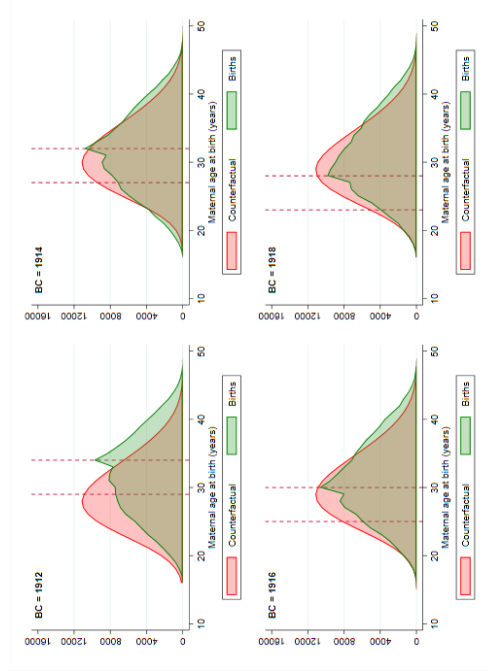 BC = 1912
16000
12000
8000
4000
0
10 20 30 40 50
Maternal age at birth (years)
Counterfactual Births
BC = 1914
16000
12000
8000
4000
0
10 20 30 40 50
Maternal age at birth (years)
Counterfactual Births
BC = 1916
16000
12000
8000
4000
0
10 20 30 40 50
Maternal age at birth (years)
Counterfactual Births
BC = 1918
16000
12000
8000
4000
0
10 20 30 40 50
Maternal age at birth (years)
Counterfactual Births